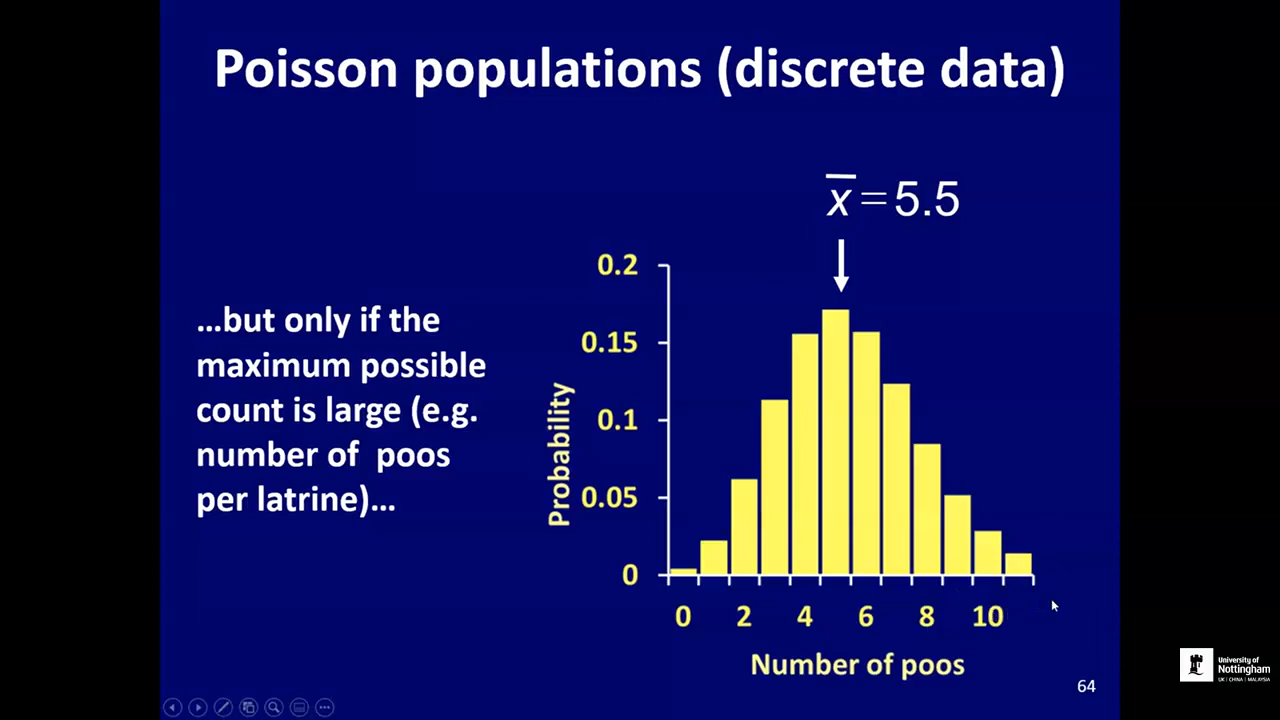 Poisson populations (discrete data)
x̅ = 5.5
…but only if the
maximum possible
count is large (e.g.
number of poos
per latrine)…
Probability
0.2
0.15
0.1
0.05
0
0 2 4 6 8 10
Number of poos
64
University of
Nottingham
UK | CHINA | MALAYSIA